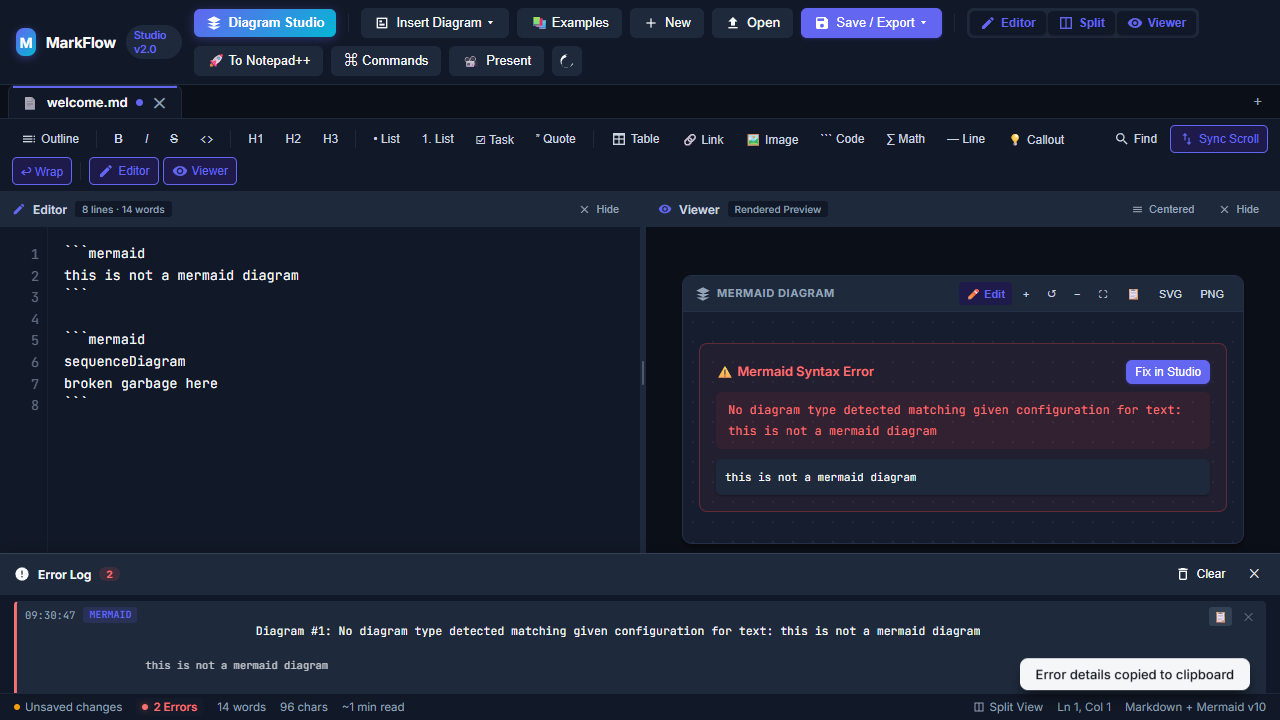 M MarkFlow Studio v2.0 Diagram Studio Insert Diagram Examples + New Open Save / Export Editor Split Viewer
To Notepad++ ⌘ Commands Present
welcome.md +
Outline B I S <> H1 H2 H3 • List 1. List ☑ Task " Quote Table Link Image ``` Code ∑ Math — Line Callout Find Sync Scroll
↩ Wrap Editor Viewer
Editor 8 lines · 14 words × Hide Viewer Rendered Preview Centered × Hide
1 ```mermaid
2 this is not a mermaid diagram
3 ```
4
5 ```mermaid
6 sequenceDiagram
7 broken garbage here
8 ```
MERMAID DIAGRAM Edit + ↺ − ⛶ SVG PNG
Mermaid Syntax Error Fix in Studio
No diagram type detected matching given configuration for text:
this is not a mermaid diagram
this is not a mermaid diagram
Error Log 2 Clear ×
09:30:47 MERMAID
Diagram #1: No diagram type detected matching given configuration for text: this is not a mermaid diagram
this is not a mermaid diagram
Error details copied to clipboard
Unsaved changes 2 Errors 14 words 96 chars ~1 min read Split View Ln 1, Col 1 Markdown + Mermaid v10